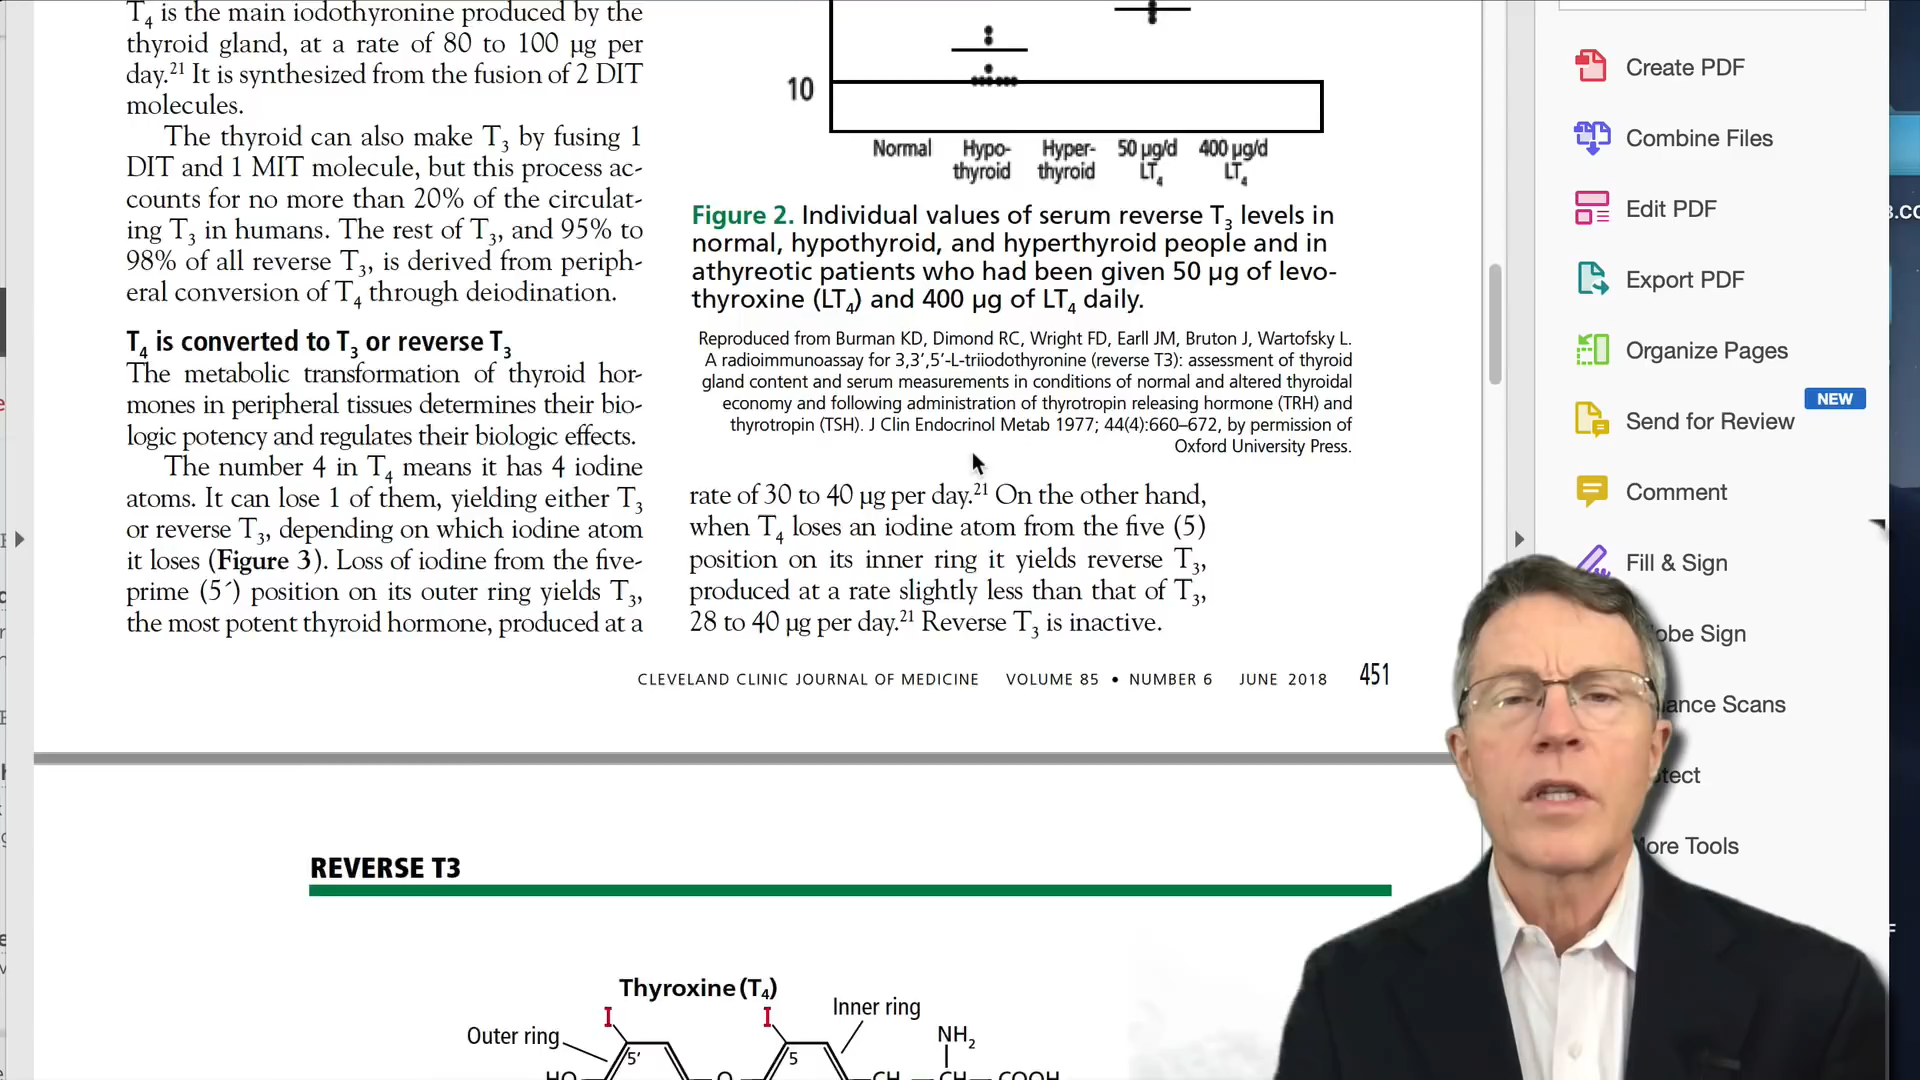 T4 is the main iodothyronine produced by the
thyroid gland, at a rate of 80 to 100 µg per
day.21 It is synthesized from the fusion of 2 DIT
molecules.
The thyroid can also make T3 by fusing 1
DIT and 1 MIT molecule, but this process ac-
counts for no more than 20% of the circulat-
ing T3 in humans. The rest of T3, and 95% to
98% of all reverse T3, is derived from periph-
eral conversion of T4 through deiodination.
T4 is converted to T3 or reverse T3
The metabolic transformation of thyroid hor-
mones in peripheral tissues determines their bio-
logic potency and regulates their biologic effects.
The number 4 in T4 means it has 4 iodine
atoms. It can lose 1 of them, yielding either T3
or reverse T3, depending on which iodine atom
it loses (Figure 3). Loss of iodine from the five-
prime (5´) position on its outer ring yields T3,
the most potent thyroid hormone, produced at a
10
Normal Hypo- Hyper- 50 µg/d 400 µg/d
thyroid thyroid LT4 LT4
Figure 2. Individual values of serum reverse T3 levels in
normal, hypothyroid, and hyperthyroid people and in
athyreotic patients who had been given 50 µg of levo-
thyroxine (LT4) and 400 µg of LT4 daily.
Reproduced from Burman KD, Dimond RC, Wright FD, Earll JM, Bruton J, Wartofsky L.
A radioimmunoassay for 3,3′,5′-L-triiodothyronine (reverse T3): assessment of thyroid
gland content and serum measurements in conditions of normal and altered thyroidal
economy and following administration of thyrotropin releasing hormone (TRH) and
thyrotropin (TSH). J Clin Endocrinol Metab 1977; 44(4):660–672, by permission of
Oxford University Press.
rate of 30 to 40 µg per day.21 On the other hand,
when T4 loses an iodine atom from the five (5)
position on its inner ring it yields reverse T3,
produced at a rate slightly less than that of T3,
28 to 40 µg per day.21 Reverse T3 is inactive.
CLEVELAND CLINIC JOURNAL OF MEDICINE VOLUME 85 • NUMBER 6 JUNE 2018 451
REVERSE T3
Thyroxine (T4)
Inner ring
Outer ring
I I
5′ 5
NH2
HO O CH CH COOH
Create PDF
Combine Files
Edit PDF
Export PDF
Organize Pages
NEW
Send for Review
Comment
Fill & Sign
obe Sign
ance Scans
tect
ore Tools